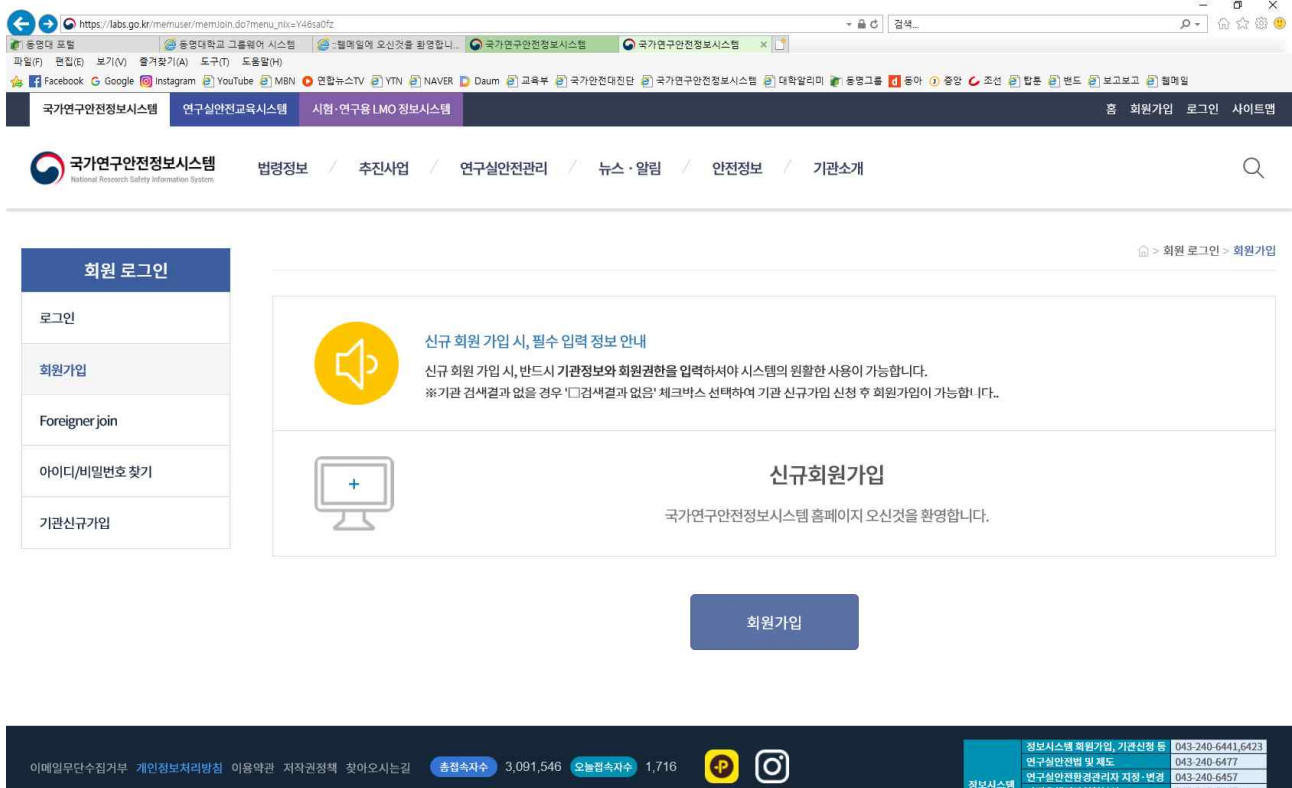 https://labs.go.kr/memuser/memJoin.do?menu_nix=Y46sa0fz
검색...
동명대 포털
동명대학교 그룹웨어 시스템
::웹메일에 오신것을 환영합니...
국가연구안전정보시스템
국가연구안전정보시스템
파일(F) 편집(E) 보기(V) 즐겨찾기(A) 도구(T) 도움말(H)
Facebook Google Instagram YouTube MBN 연합뉴스TV YTN NAVER Daum 교육부 국가안전대진단 국가연구안전정보시스템 대학알리미 동명그룹 동아 중앙 조선 탑툰 밴드 보고보고 웹메일
국가연구안전정보시스템 연구실안전교육시스템 시험·연구용 LMO 정보시스템
홈 회원가입 로그인 사이트맵
국가연구안전정보시스템
National Research Safety Information System
법령정보 / 추진사업 / 연구실안전관리 / 뉴스·알림 / 안전정보 / 기관소개
> 회원 로그인 > 회원가입
회원 로그인
로그인
회원가입
Foreigner join
아이디/비밀번호 찾기
기관신규가입
신규 회원 가입 시, 필수 입력 정보 안내
신규 회원 가입 시, 반드시 기관정보와 회원권한을 입력하셔야 시스템의 원활한 사용이 가능합니다.
※기관 검색결과 없을 경우 '□검색결과 없음' 체크박스 선택하여 기관 신규가입 신청 후 회원가입이 가능합니다..
신규회원가입
국가연구안전정보시스템 홈페이지 오신것을 환영합니다.
회원가입
이메일무단수집거부 개인정보처리방침 이용약관 저작권정책 찾아오시는길
총접속자수 3,091,546 오늘접속자수 1,716
정보시스템
정보시스템 회원가입, 기관신청 등 043-240-6441,6423
연구실안전법 및 제도 043-240-6477
연구실안전환경관리자 지정·변경 043-240-6457